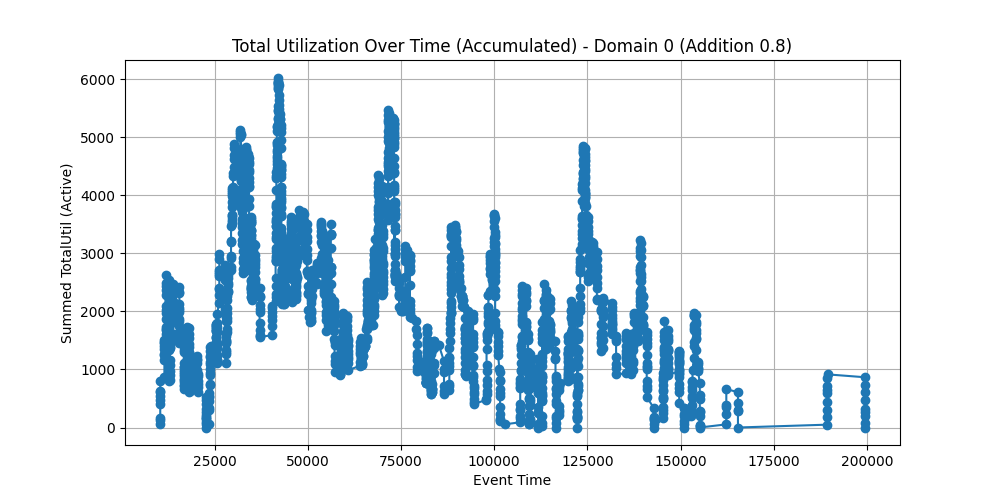 Total Utilization Over Time (Accumulated) - Domain 0 (Addition 0.8)
6000
5000
4000
3000
2000
1000
0
Summed TotalUtil (Active)
25000 50000 75000 100000 125000 150000 175000 200000
Event Time